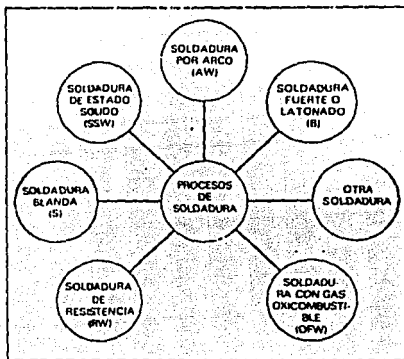 SOLDADURA
POR ARCO
(AW)
SOLDADURA
DE ESTADO
SOLIDO
(SSW)
SOLDADURA
FUERTE O
LATONADO
(B)
SOLDADURA
BLANDA
(S)
PROCESOS
DE
SOLDADURA
OTRA
SOLDADURA
SOLDADURA
DE
RESISTENCIA
(RW)
SOLDADU-
RA CON GAS
OXICOMBUSTI-
BLE
(OFW)